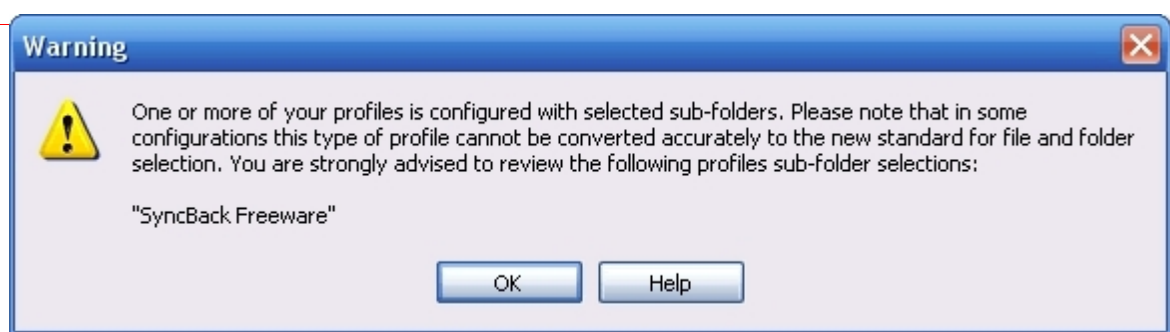 Warning
One or more of your profiles is configured with selected sub-folders. Please note that in some
configurations this type of profile cannot be converted accurately to the new standard for file and folder
selection. You are strongly advised to review the following profiles sub-folder selections:
"SyncBack Freeware"
OK Help